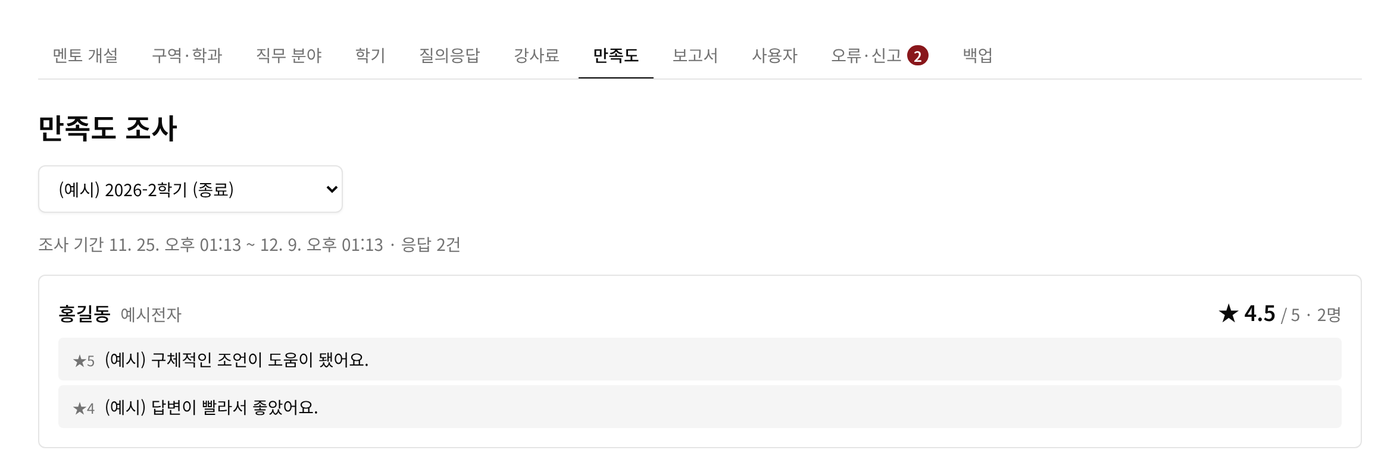 멘토 개설 구역·학과 직무 분야 학기 질의응답 강사료 만족도 보고서 사용자 오류·신고 2 백업
만족도 조사
(예시) 2026-2학기 (종료)
조사 기간 11. 25. 오후 01:13 ~ 12. 9. 오후 01:13 · 응답 2건
홍길동 예시전자 ★ 4.5 / 5 · 2명
★5 (예시) 구체적인 조언이 도움이 됐어요.
★4 (예시) 답변이 빨라서 좋았어요.